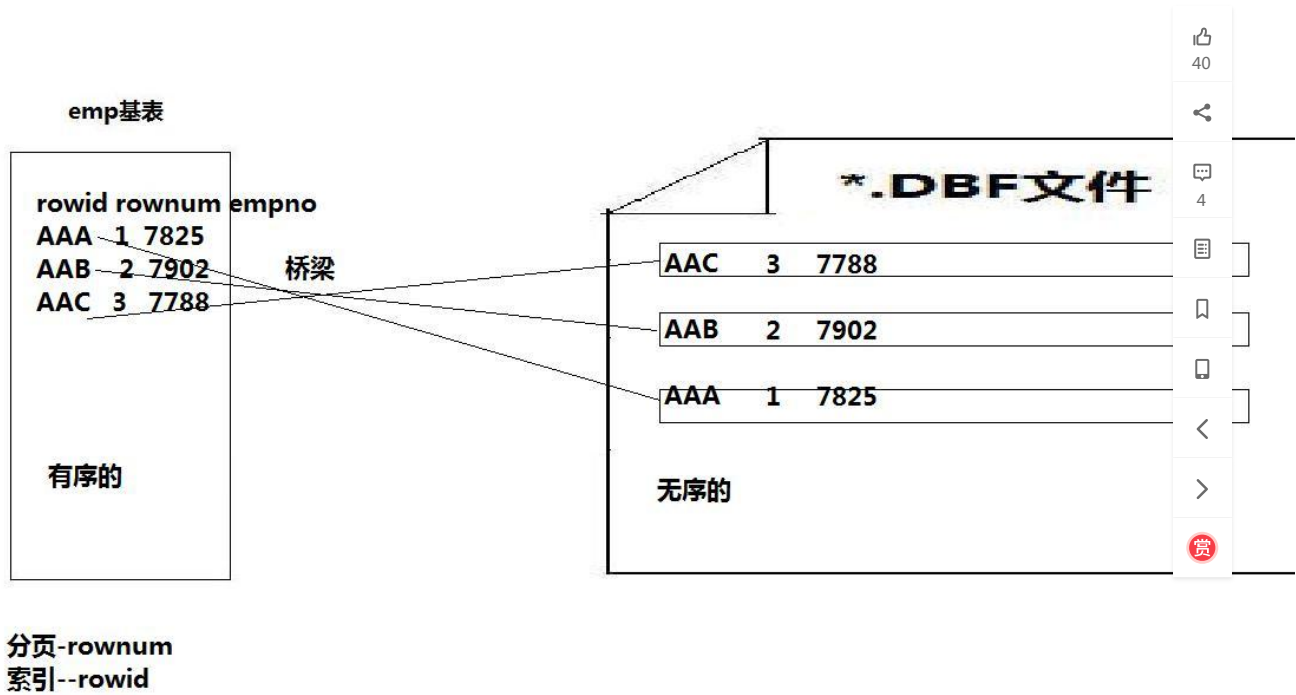 emp基表
rowid rownum empno
AAA 1 7825
AAB 2 7902
AAC 3 7788
有序的
桥梁
*.DBF文件
AAC 3 7788
AAB 2 7902
AAA 1 7825
无序的
40
4
赏
分页-rownum
索引--rowid